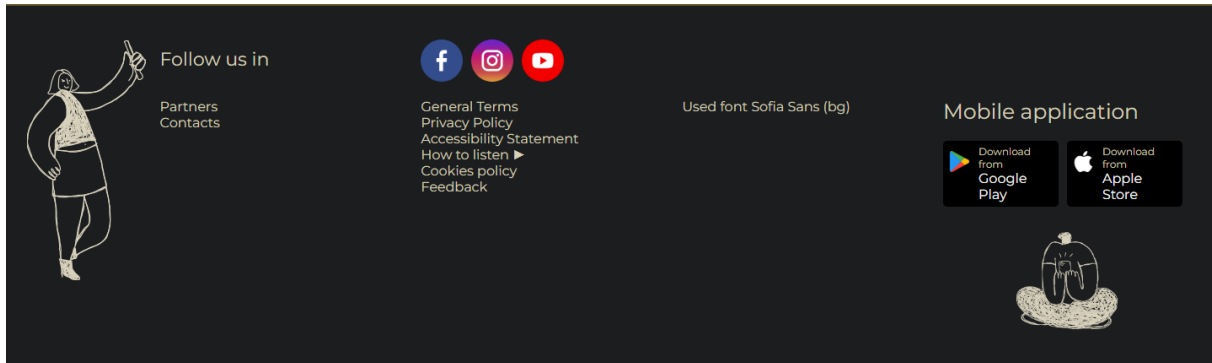 Follow us in
Partners
Contacts
General Terms
Privacy Policy
Accessibility Statement
How to listen ►
Cookies policy
Feedback
Used font Sofia Sans (bg)
Mobile application
Download
from
Google
Play
Download
from
Apple
Store